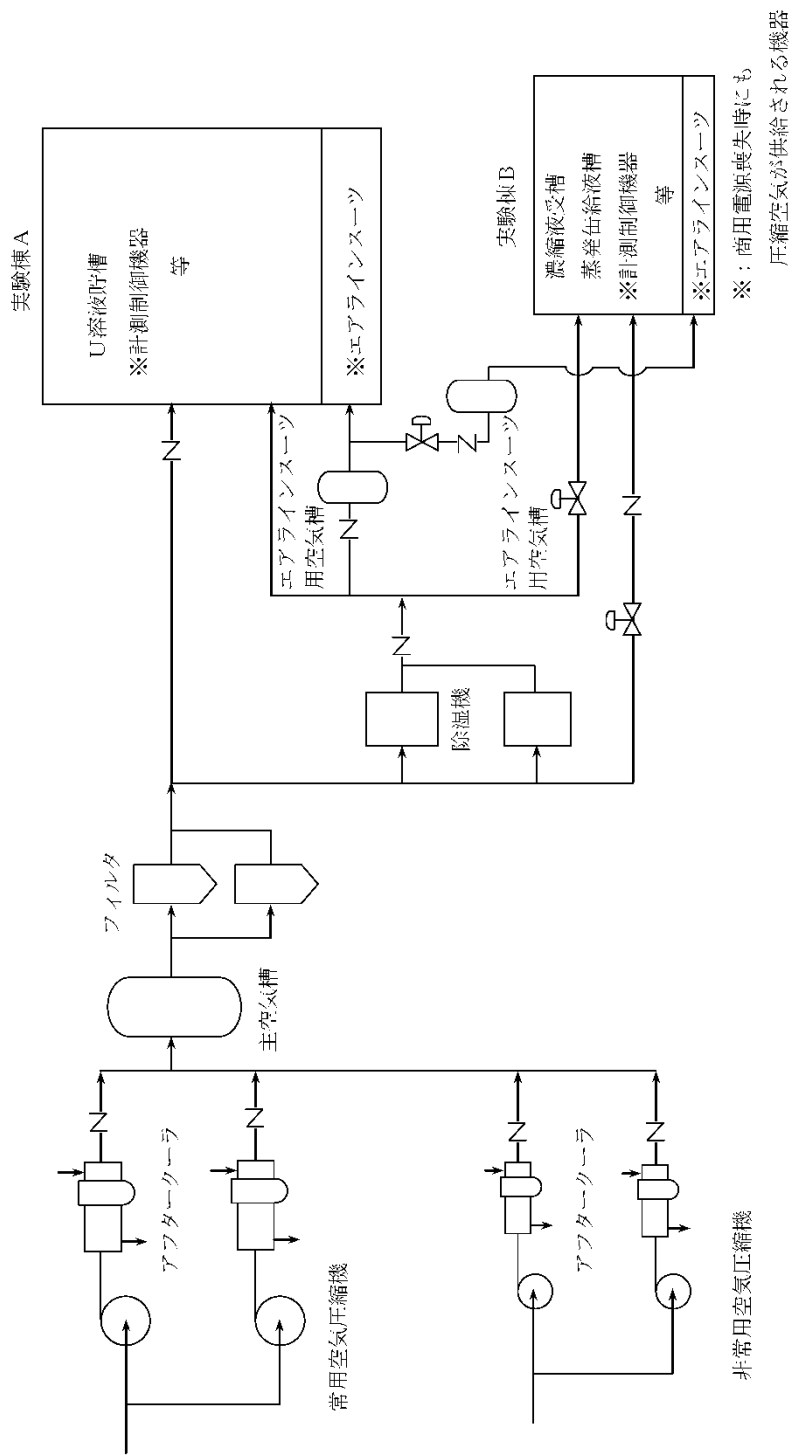 実験棟A
U溶液貯槽
※計測制御機器
等
※エアラインスーツ
フィルタ
主空気槽
アフタークーラ
常用空気圧縮機
エアラインスーツ
用空気槽
除湿機
エアラインスーツ
用空気槽
実験棟B
濃縮液受槽
蒸発缶給液槽
※計測制御機器
等
※エアラインスーツ
アフタークーラ
非常用空気圧縮機
※：商用電源喪失時にも
圧縮空気が供給される機器